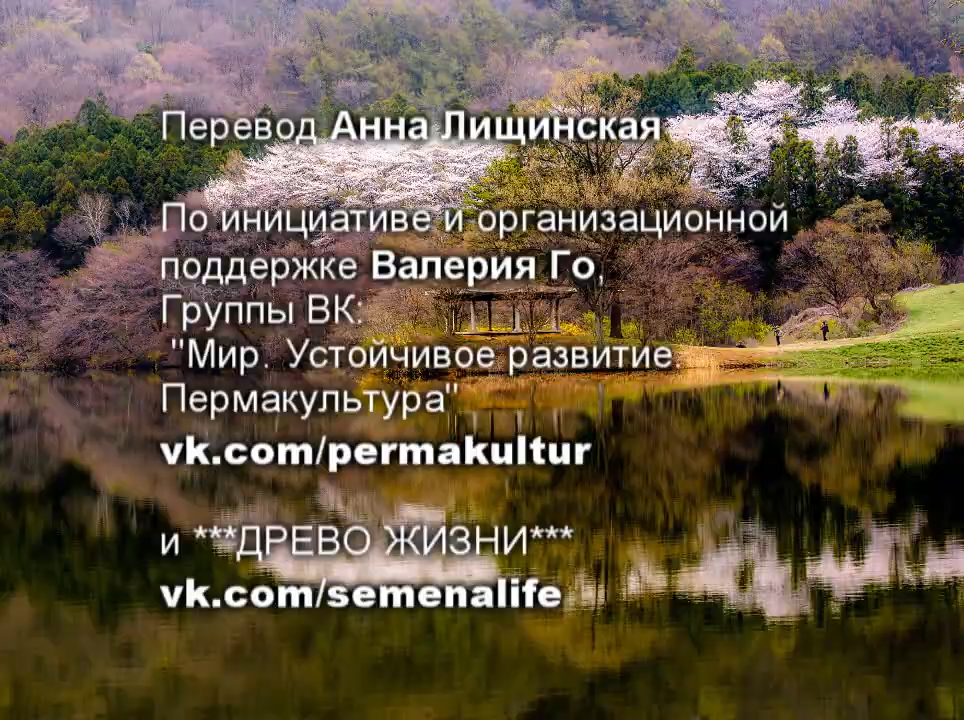 Перевод Анна Лищинская
По инициативе и организационной
поддержке Валерия Го,
Группы ВК:
"Мир. Устойчивое развитие.
Пермакультура"
vk.com/permakultur
и ***ДРЕВО ЖИЗНИ***
vk.com/semenalife